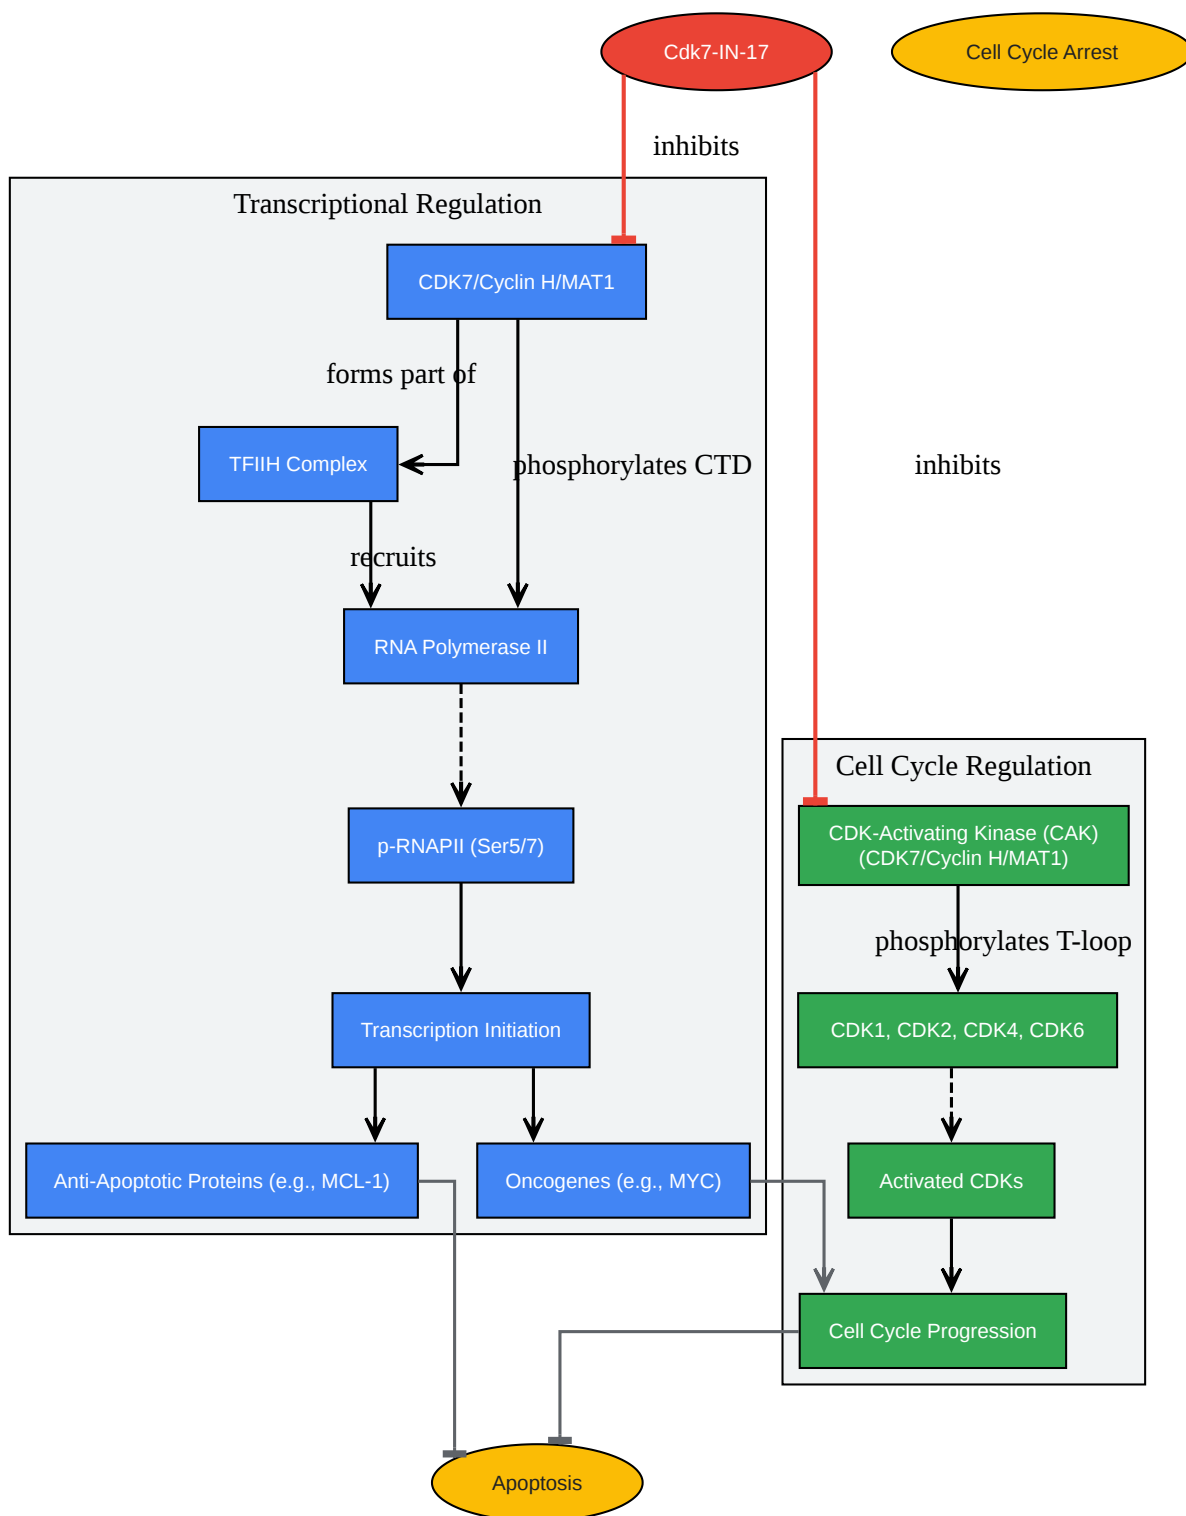 Cdk7-IN-17
Cell Cycle Arrest
inhibits
Transcriptional Regulation
CDK7/Cyclin H/MAT1
forms part of
TFIIH Complex
phosphorylates CTD
inhibits
recruits
RNA Polymerase II
Cell Cycle Regulation
p-RNAPII (Ser5/7)
CDK-Activating Kinase (CAK)
(CDK7/Cyclin H/MAT1)
phosphorylates T-loop
Transcription Initiation
CDK1, CDK2, CDK4, CDK6
Anti-Apoptotic Proteins (e.g., MCL-1)
Oncogenes (e.g., MYC)
Activated CDKs
Cell Cycle Progression
Apoptosis